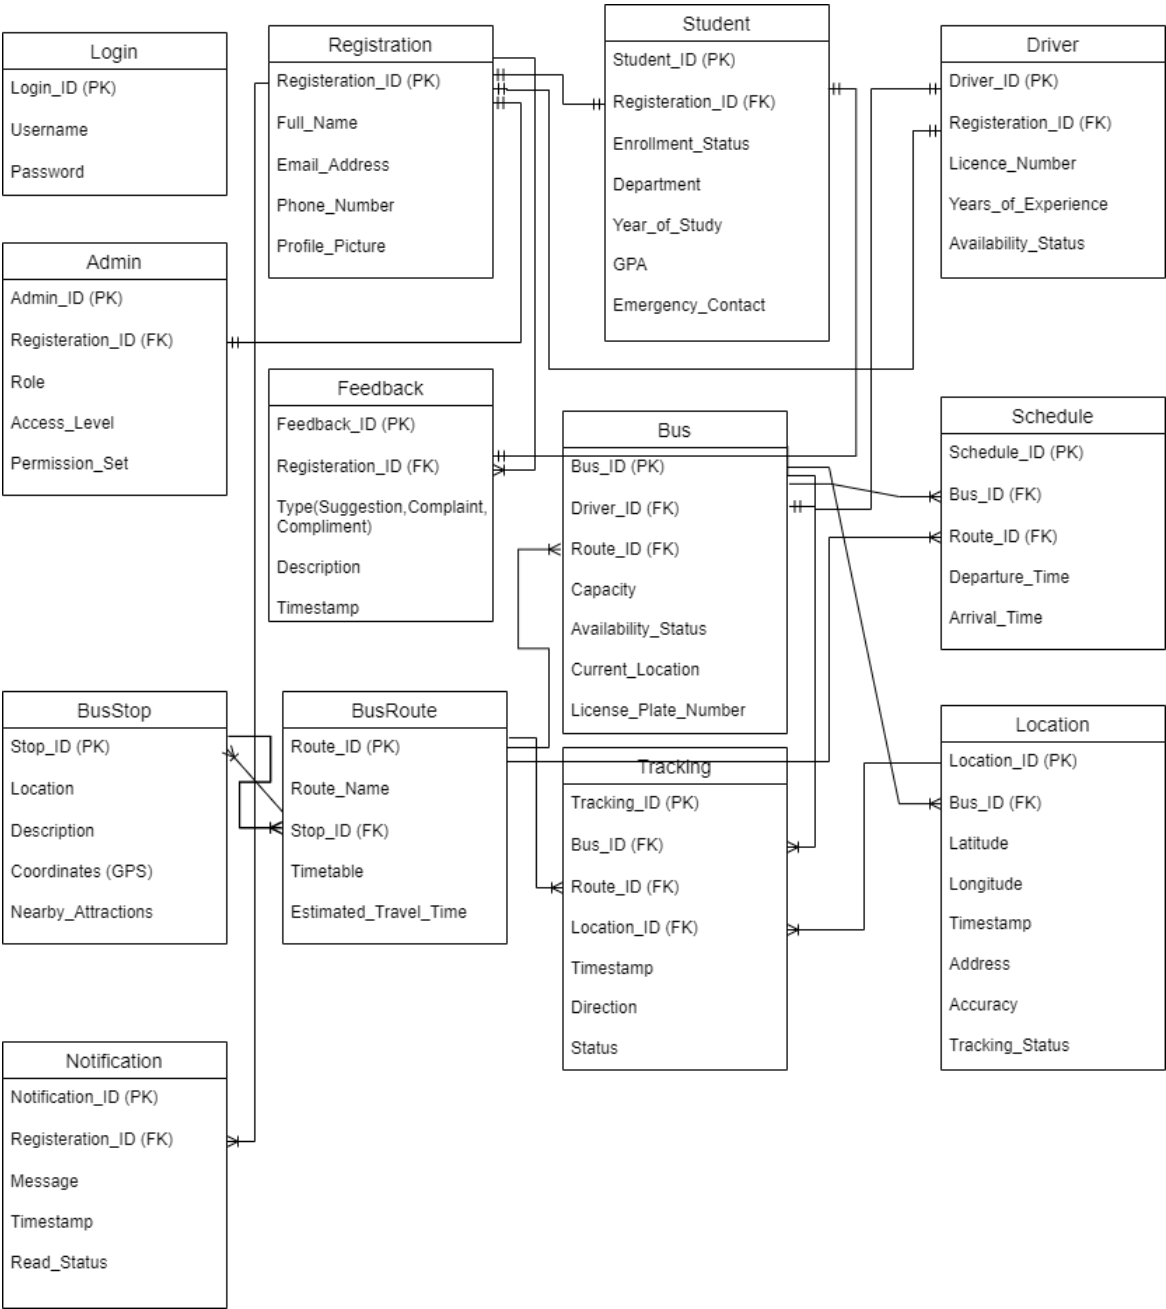 Login
Login_ID (PK)
Username
Password
Registration
Registeration_ID (PK)
Full_Name
Email_Address
Phone_Number
Profile_Picture
Student
Student_ID (PK)
Registeration_ID (FK)
Enrollment_Status
Department
Year_of_Study
GPA
Emergency_Contact
Driver
Driver_ID (PK)
Registeration_ID (FK)
Licence_Number
Years_of_Experience
Availability_Status
Admin
Admin_ID (PK)
Registeration_ID (FK)
Role
Access_Level
Permission_Set
Feedback
Feedback_ID (PK)
Registeration_ID (FK)
Type(Suggestion,Complaint,
Compliment)
Description
Timestamp
Bus
Bus_ID (PK)
Driver_ID (FK)
Route_ID (FK)
Capacity
Availability_Status
Current_Location
License_Plate_Number
Schedule
Schedule_ID (PK)
Bus_ID (FK)
Route_ID (FK)
Departure_Time
Arrival_Time
BusStop
Stop_ID (PK)
Location
Description
Coordinates (GPS)
Nearby_Attractions
BusRoute
Route_ID (PK)
Route_Name
Stop_ID (FK)
Timetable
Estimated_Travel_Time
Tracking
Tracking_ID (PK)
Bus_ID (FK)
Route_ID (FK)
Location_ID (FK)
Timestamp
Direction
Status
Location
Location_ID (PK)
Bus_ID (FK)
Latitude
Longitude
Timestamp
Address
Accuracy
Tracking_Status
Notification
Notification_ID (PK)
Registeration_ID (FK)
Message
Timestamp
Read_Status